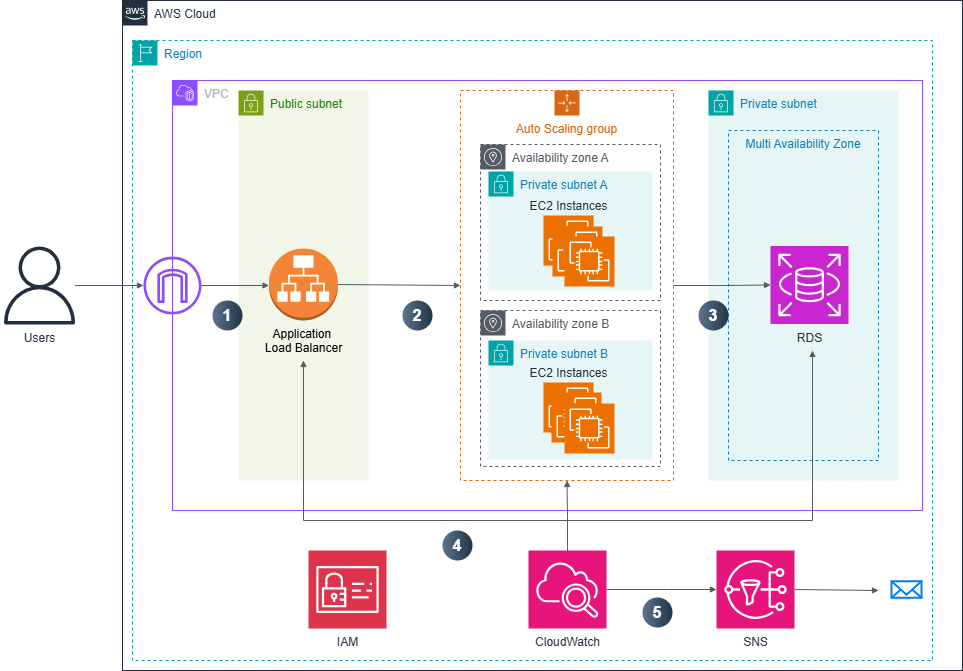 aws
AWS Cloud
Region
VPC
Public subnet
Auto Scaling group
Private subnet
Multi Availability Zone
Availability zone A
Private subnet A
EC2 Instances
Users
1
Application
Load Balancer
2
3
RDS
Availability zone B
Private subnet B
EC2 Instances
4
IAM
CloudWatch
5
SNS